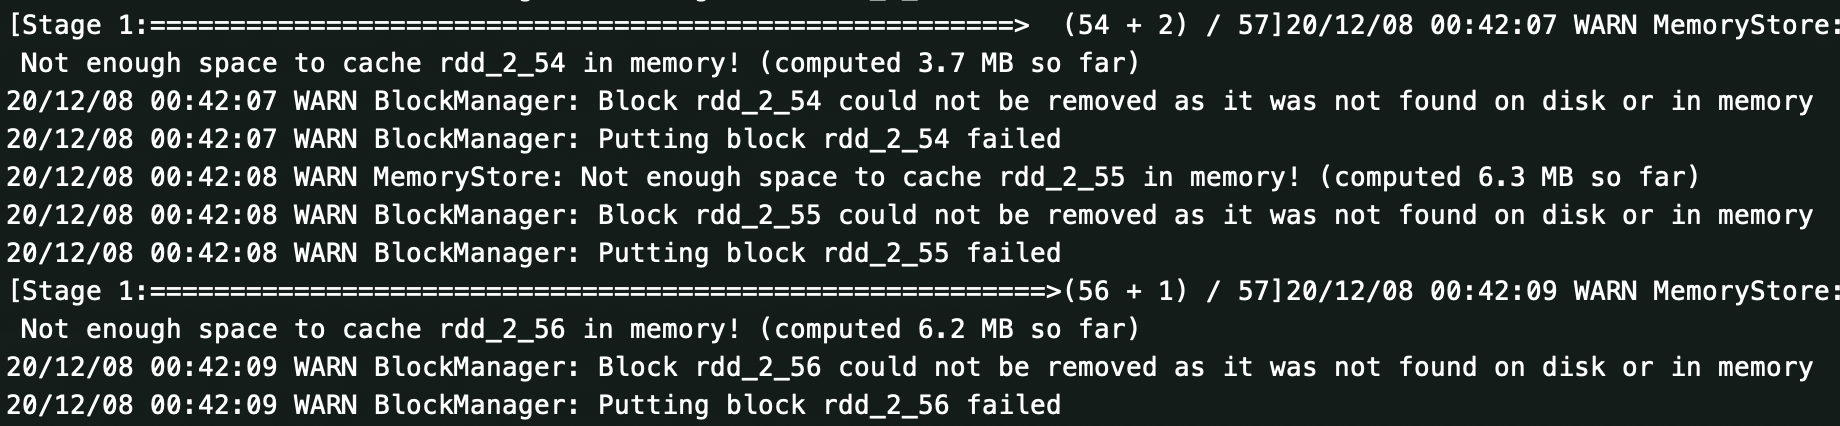 [Stage 1:======================================================>  (54 + 2) / 57]20/12/08 00:42:07 WARN MemoryStore:
 Not enough space to cache rdd_2_54 in memory! (computed 3.7 MB so far)
20/12/08 00:42:07 WARN BlockManager: Block rdd_2_54 could not be removed as it was not found on disk or in memory
20/12/08 00:42:07 WARN BlockManager: Putting block rdd_2_54 failed
20/12/08 00:42:08 WARN MemoryStore: Not enough space to cache rdd_2_55 in memory! (computed 6.3 MB so far)
20/12/08 00:42:08 WARN BlockManager: Block rdd_2_55 could not be removed as it was not found on disk or in memory
20/12/08 00:42:08 WARN BlockManager: Putting block rdd_2_55 failed
[Stage 1:========================================================>(56 + 1) / 57]20/12/08 00:42:09 WARN MemoryStore:
 Not enough space to cache rdd_2_56 in memory! (computed 6.2 MB so far)
20/12/08 00:42:09 WARN BlockManager: Block rdd_2_56 could not be removed as it was not found on disk or in memory
20/12/08 00:42:09 WARN BlockManager: Putting block rdd_2_56 failed